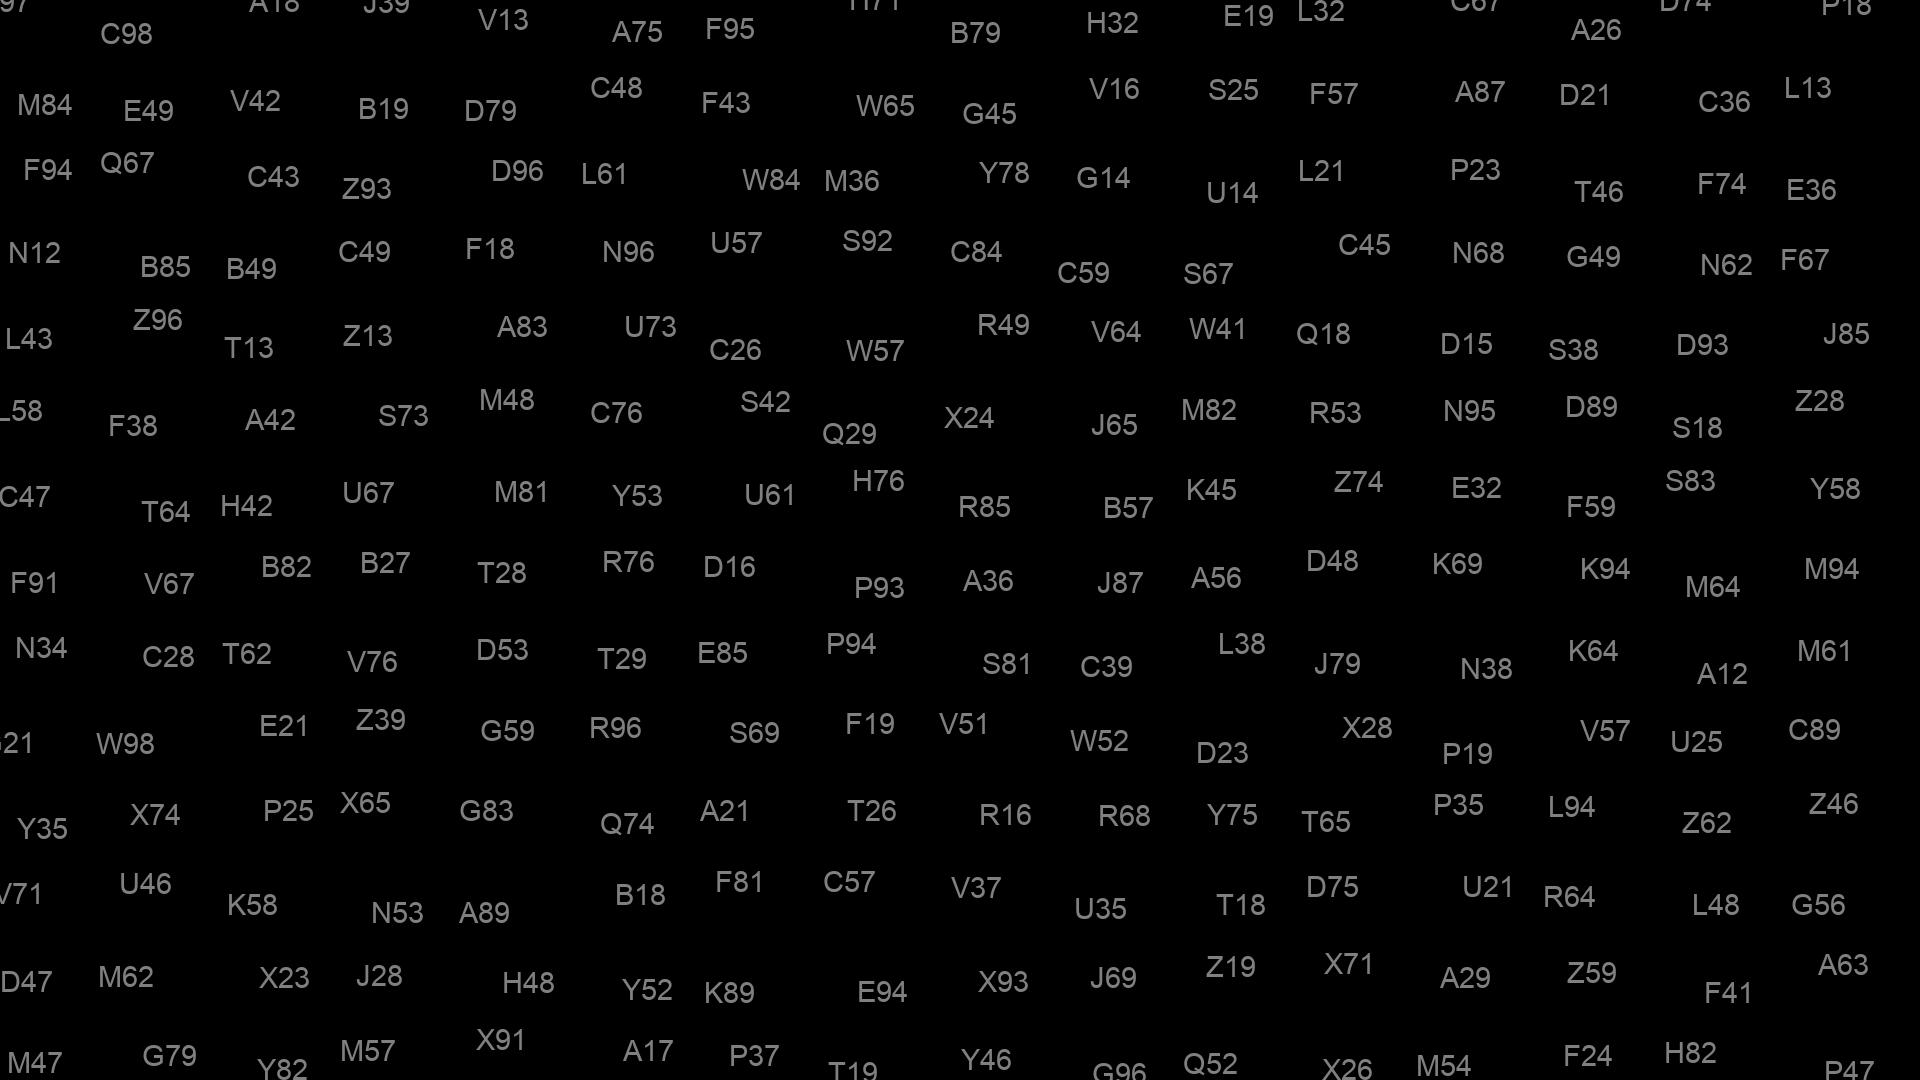 A18 J39 V13 H71 E19 L32 C67 D74 P18
C98 A75 F95 B79 H32 A26
M84 E49 V42 B19 D79 C48 F43 W65 G45 V16 S25 F57 A87 D21 C36 L13
F94 Q67 C43 Z93 D96 L61 W84 M36 Y78 G14 U14 L21 P23 T46 F74 E36
N12 B85 B49 C49 F18 N96 U57 S92 C84 C59 S67 C45 N68 G49 N62 F67
L43 Z96 T13 Z13 A83 U73 C26 W57 R49 V64 W41 Q18 D15 S38 D93 J85
L58 F38 A42 S73 M48 C76 S42 Q29 X24 J65 M82 R53 N95 D89 S18 Z28
C47 T64 H42 U67 M81 Y53 U61 H76 R85 B57 K45 Z74 E32 F59 S83 Y58
F91 V67 B82 B27 T28 R76 D16 P93 A36 J87 A56 D48 K69 K94 M64 M94
N34 C28 T62 V76 D53 T29 E85 P94 S81 C39 L38 J79 N38 K64 A12 M61
W98 E21 Z39 G59 R96 S69 F19 V51 W52 D23 X28 P19 V57 U25 C89
Y35 X74 P25 X65 G83 Q74 A21 T26 R16 R68 Y75 T65 P35 L94 Z62 Z46
V71 U46 K58 N53 A89 B18 F81 C57 V37 U35 T18 D75 U21 R64 L48 G56
D47 M62 X23 J28 H48 Y52 K89 E94 X93 J69 Z19 X71 A29 Z59 F41 A63
M47 G79 Y82 M57 X91 A17 P37 T19 Y46 G96 Q52 X26 M54 F24 H82 P47